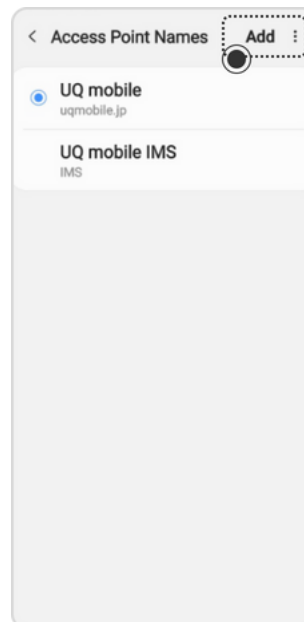 Access Point Names Add
UQ mobile
uqmobile.jp
UQ mobile IMS
IMS